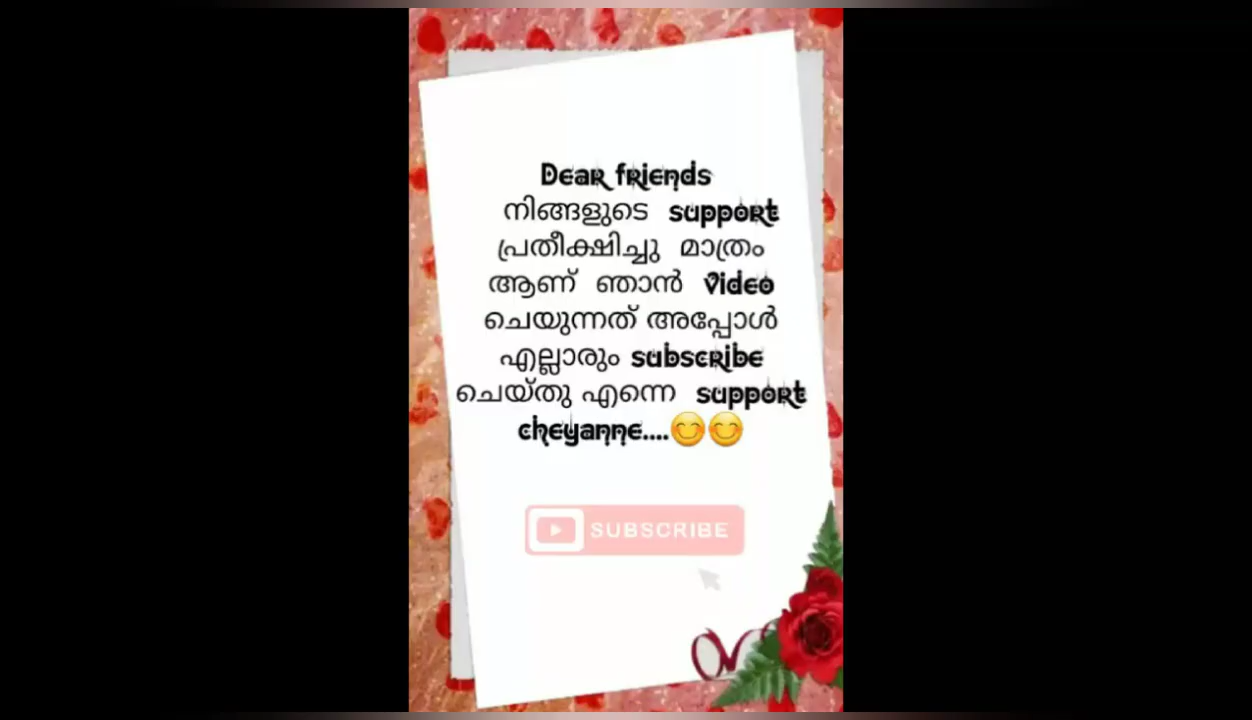 Dear friends
നിങ്ങളുടെ support
പ്രതീക്ഷിച്ചു മാത്രം
ആണ് ഞാൻ video
ചെയുന്നത് അപ്പോൾ
എല്ലാരും subscribe
ചെയ്തു എന്നെ support
cheyanne....😊😊
SUBSCRIBE